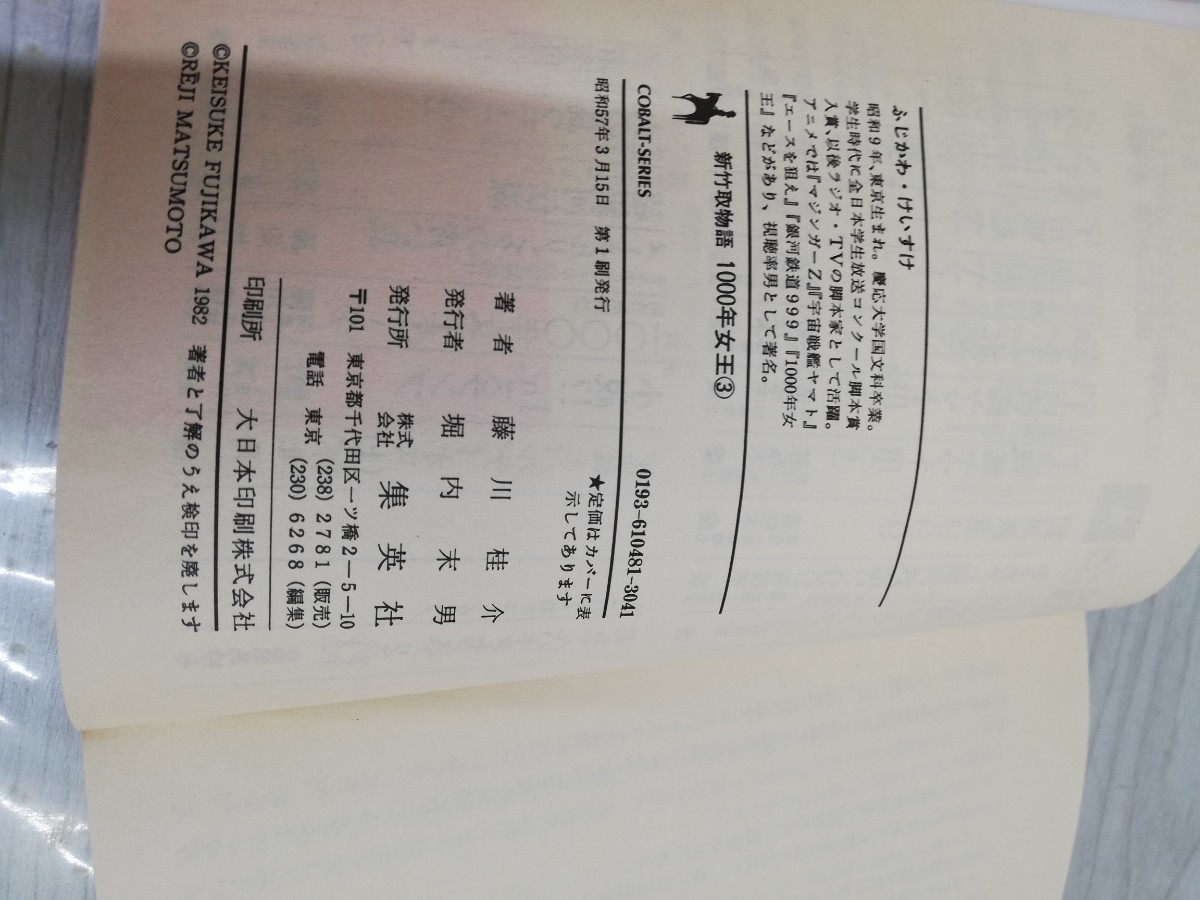 ふじかわ・けいすけ
昭和9年、東京生まれ。慶応大学国文科卒業。
学生時代に全日本学生放送コンクール脚本賞
入賞、以後ラジオ・TVの脚本家として活躍。
アニメでは『マジンガーZ』『宇宙戦艦ヤマト』
『エースを狙え』『銀河鉄道999』『1000年女
王』などがあり、視聴率男として著名。
新竹取物語 1000年女王③
COBALT-SERIES 0193-610481-3041
昭和57年3月15日 第1刷発行
★定価はカバーに表
示してあります
著者 藤川桂介
発行者 堀内末男
発行所 株式会社 集英社
〒101 東京都千代田区一ツ橋2-5-10
電話 東京 (238) 2781 (販売)
(230) 6268 (編集)
印刷所 大日本印刷株式会社
©KEISUKE FUJIKAWA 1982 著者と了解のうえ検印を廃します
©RĒJI MATSUMOTO